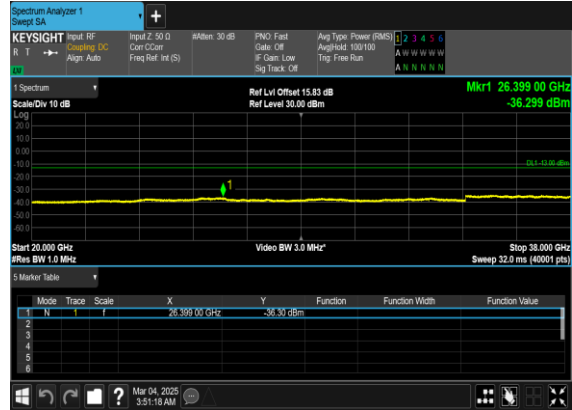 Spectrum Analyzer 1
Swept SA
+
KEYSIGHT Input: RF Input Z: 50 Ω #Atten: 30 dB PNO: Fast Avg Type: Power (RMS) 1 2 3 4 5 6
R T Coupling: DC Corr CCorr Gate: Off Avg|Hold: 100/100 A W W W W W
Align: Auto Freq Ref: Int (S) IF Gain: Low Trig: Free Run
LW Sig Track: Off A N N N N N
1 Spectrum Ref Lvl Offset 15.83 dB Mkr1 26.399 00 GHz
Scale/Div 10 dB Ref Level 30.00 dBm -36.299 dBm
Log
20.0
10.0
0.00
-10.0
DL1 -13.00 dBm
-20.0
-30.0
1
-40.0
-50.0
-60.0
Start 20.000 GHz Video BW 3.0 MHz* Stop 38.000 GHz
#Res BW 1.0 MHz Sweep 32.0 ms (40001 pts)
5 Marker Table
Mode Trace Scale X Y Function Function Width Function Value
1 N 1 f 26.399 00 GHz -36.30 dBm
2
3
4
5
6
? Mar 04, 2025
3:51:18 AM